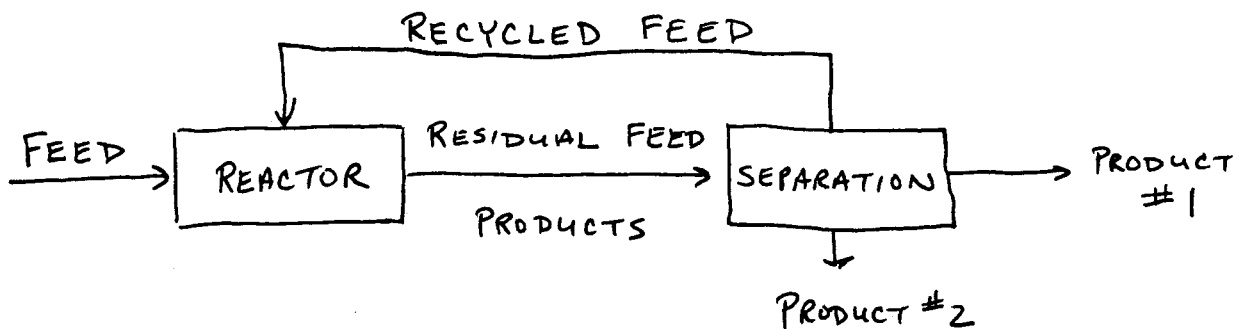 RECYCLED FEED
FEED
REACTOR
RESIDUAL FEED
PRODUCTS
SEPARATION
PRODUCT
#1
PRODUCT #2